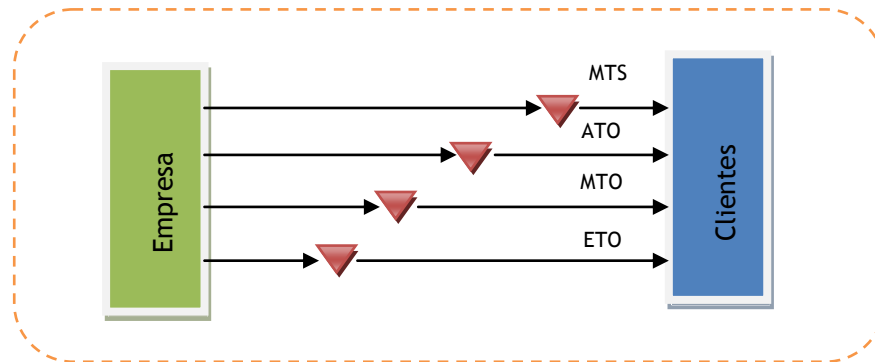 Empresa
MTS
ATO
MTO
ETO
Clientes